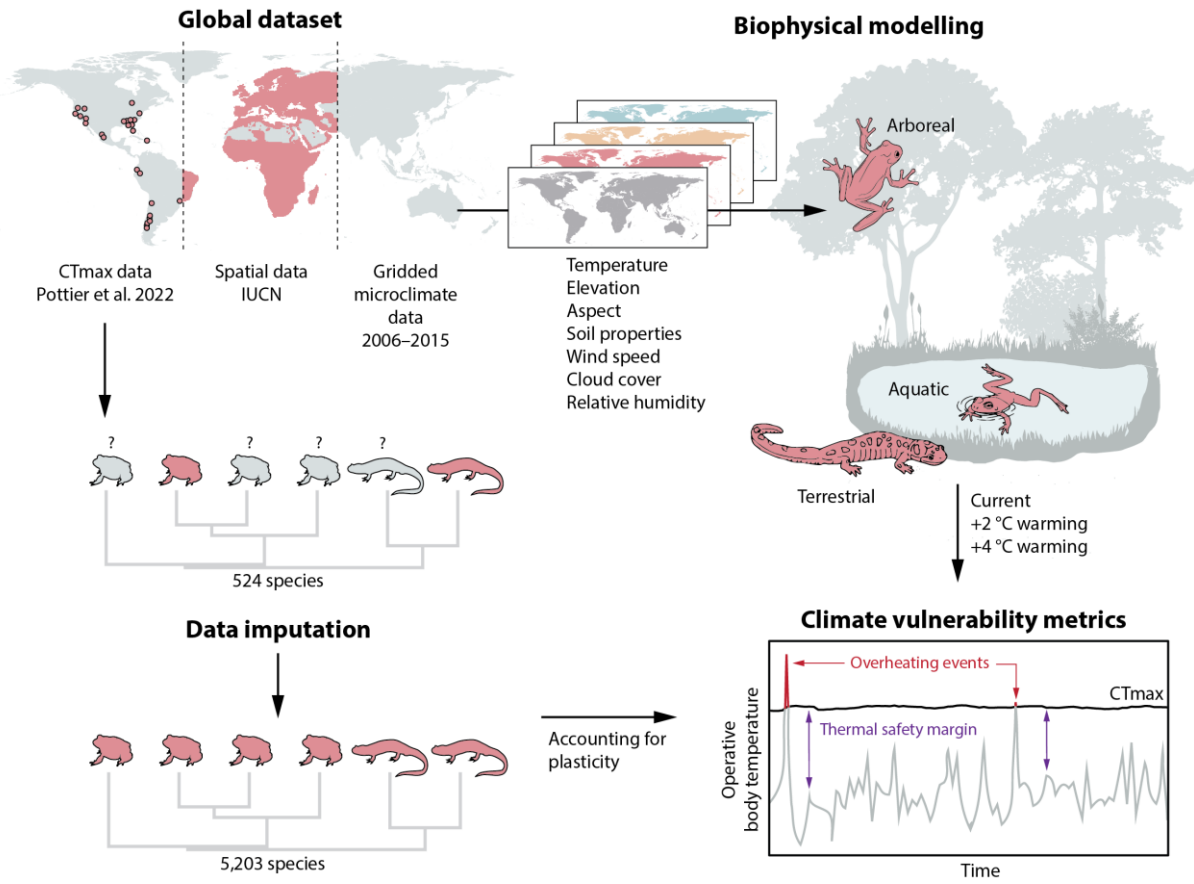 Global dataset
Biophysical modelling
CTmax data
Pottier et al. 2022
Spatial data
IUCN
Gridded
microclimate
data
2006–2015
Temperature
Elevation
Aspect
Soil properties
Wind speed
Cloud cover
Relative humidity
Arboreal
Aquatic
Terrestrial
Current
+2 °C warming
+4 °C warming
?
?
?
?
524 species
Data imputation
5,203 species
Accounting for
plasticity
Climate vulnerability metrics
Overheating events
CTmax
Thermal safety margin
Operative
body temperature
Time